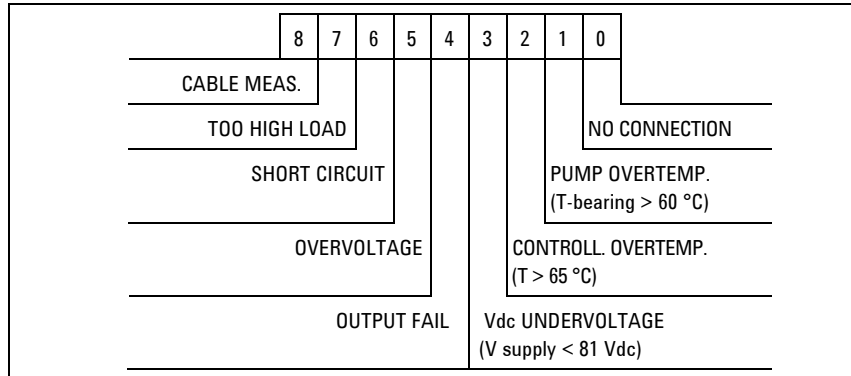 8 7 6 5 4 3 2 1 0
CABLE MEAS.
TOO HIGH LOAD
NO CONNECTION
SHORT CIRCUIT
PUMP OVERTEMP.
(T-bearing > 60 °C)
OVERVOLTAGE
CONTROLL. OVERTEMP.
(T > 65 °C)
OUTPUT FAIL
Vdc UNDERVOLTAGE
(V supply < 81 Vdc)